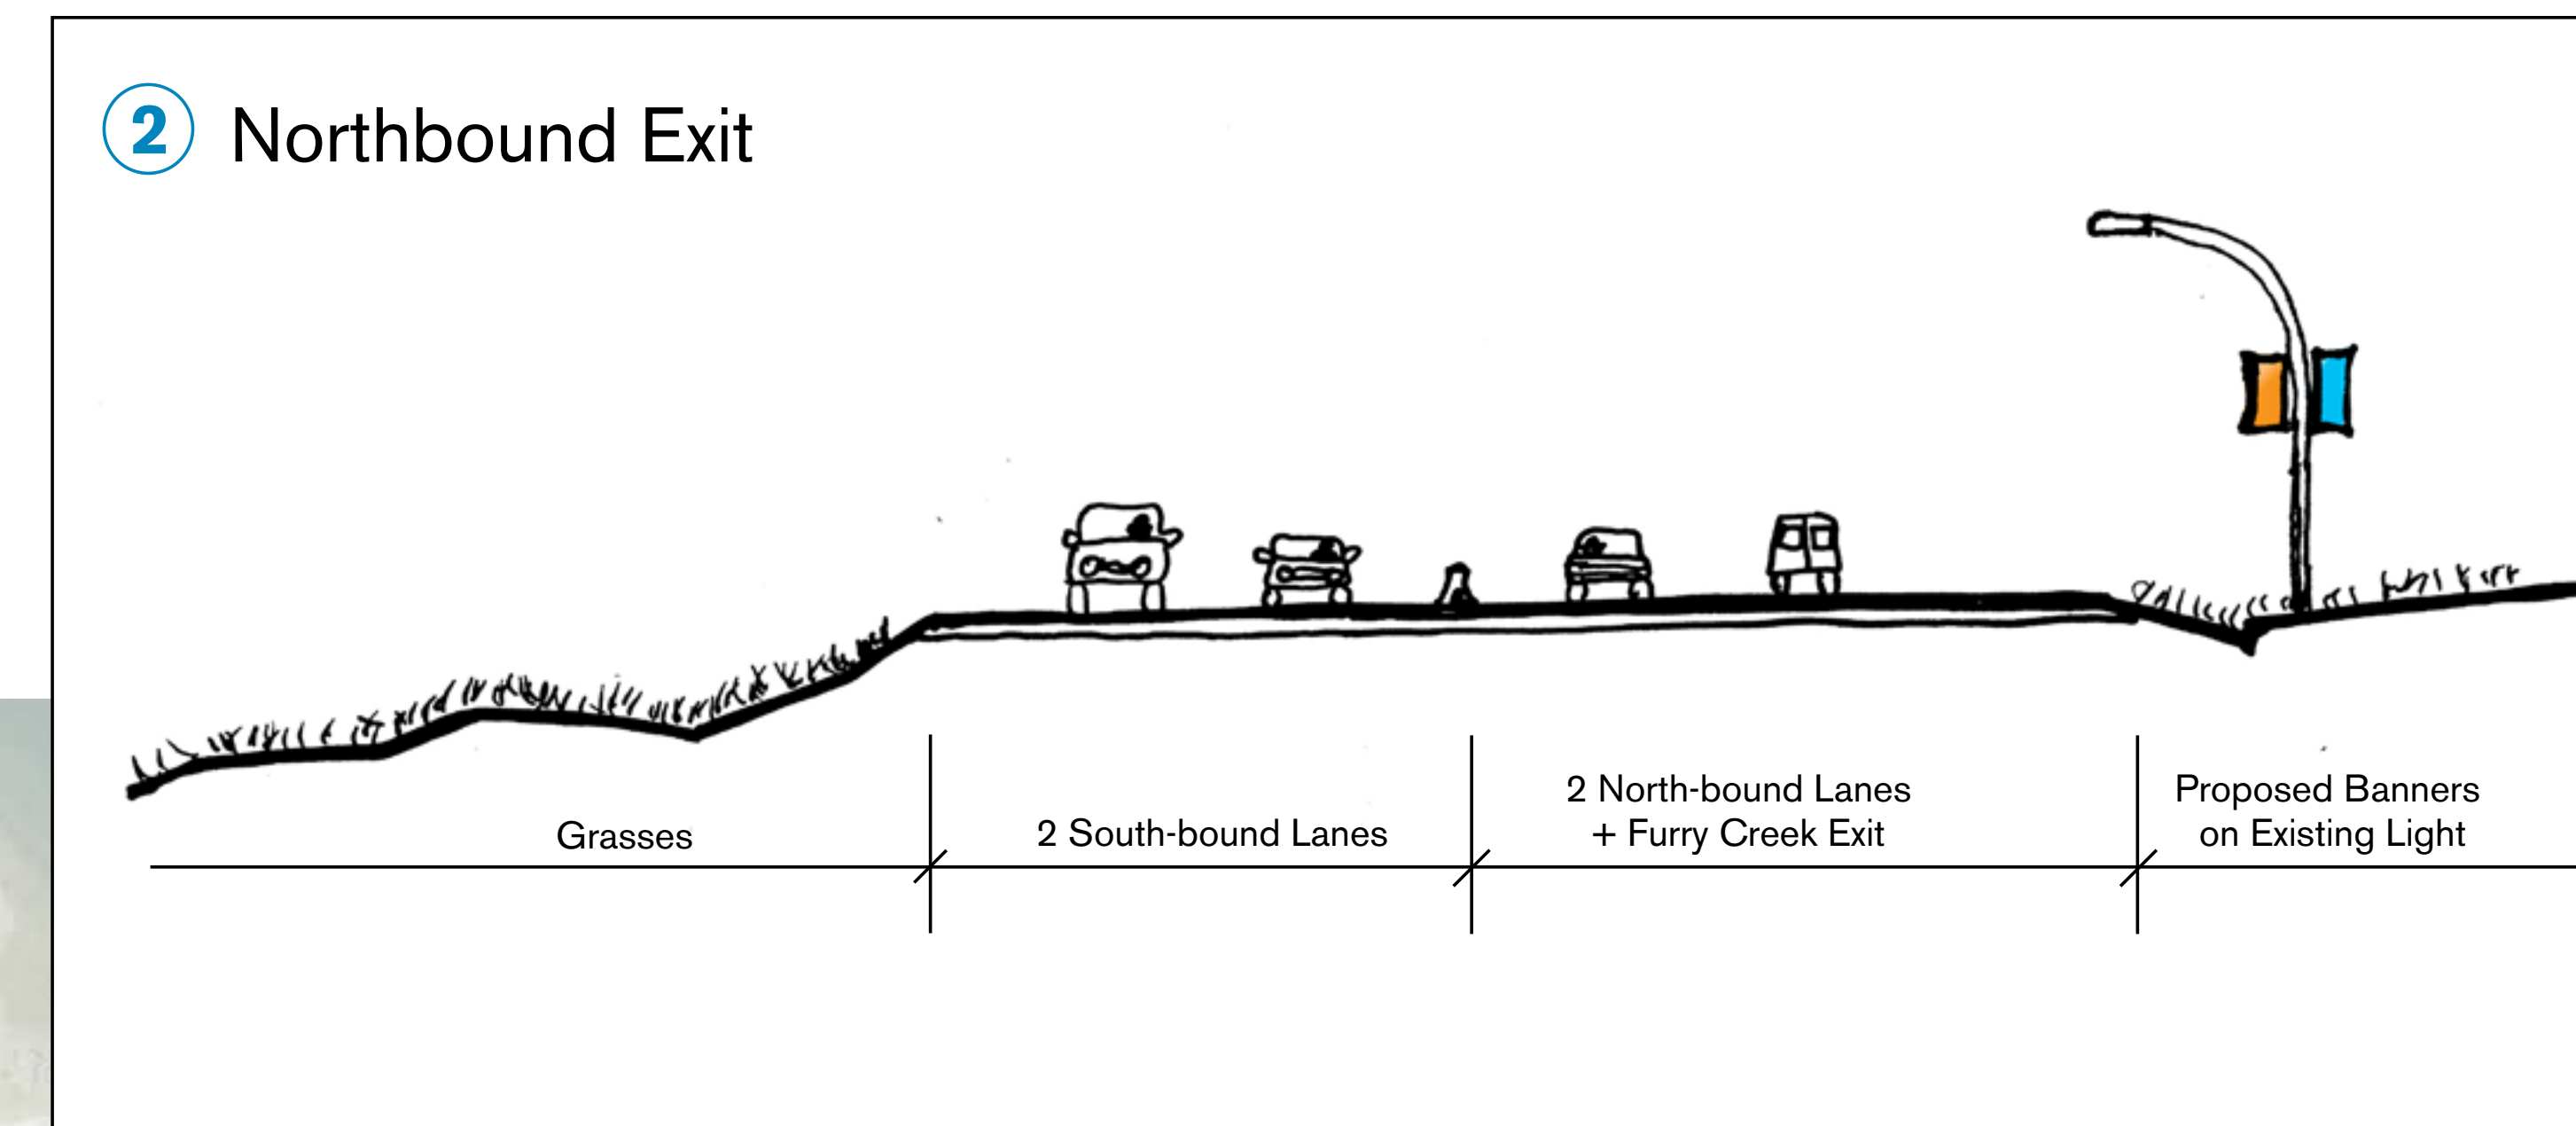 2 Northbound Exit
Grasses
2 South-bound Lanes
2 North-bound Lanes
+ Furry Creek Exit
Proposed Banners
on Existing Light